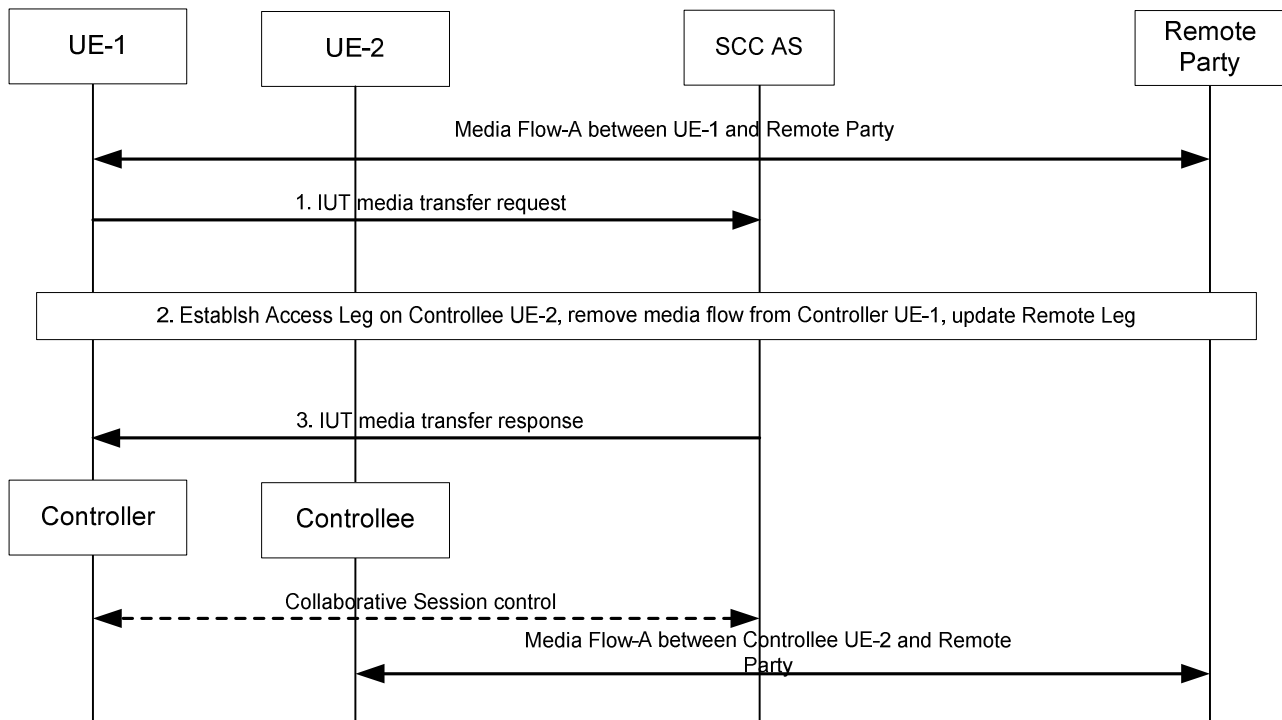 UE-1
UE-2
SCC AS
Remote
Party
Media Flow-A between UE-1 and Remote Party
1. IUT media transfer request
2. Establsh Access Leg on Controllee UE-2, remove media flow from Controller UE-1, update Remote Leg
3. IUT media transfer response
Controller
Controllee
Collaborative Session control
Media Flow-A between Controllee UE-2 and Remote
Party